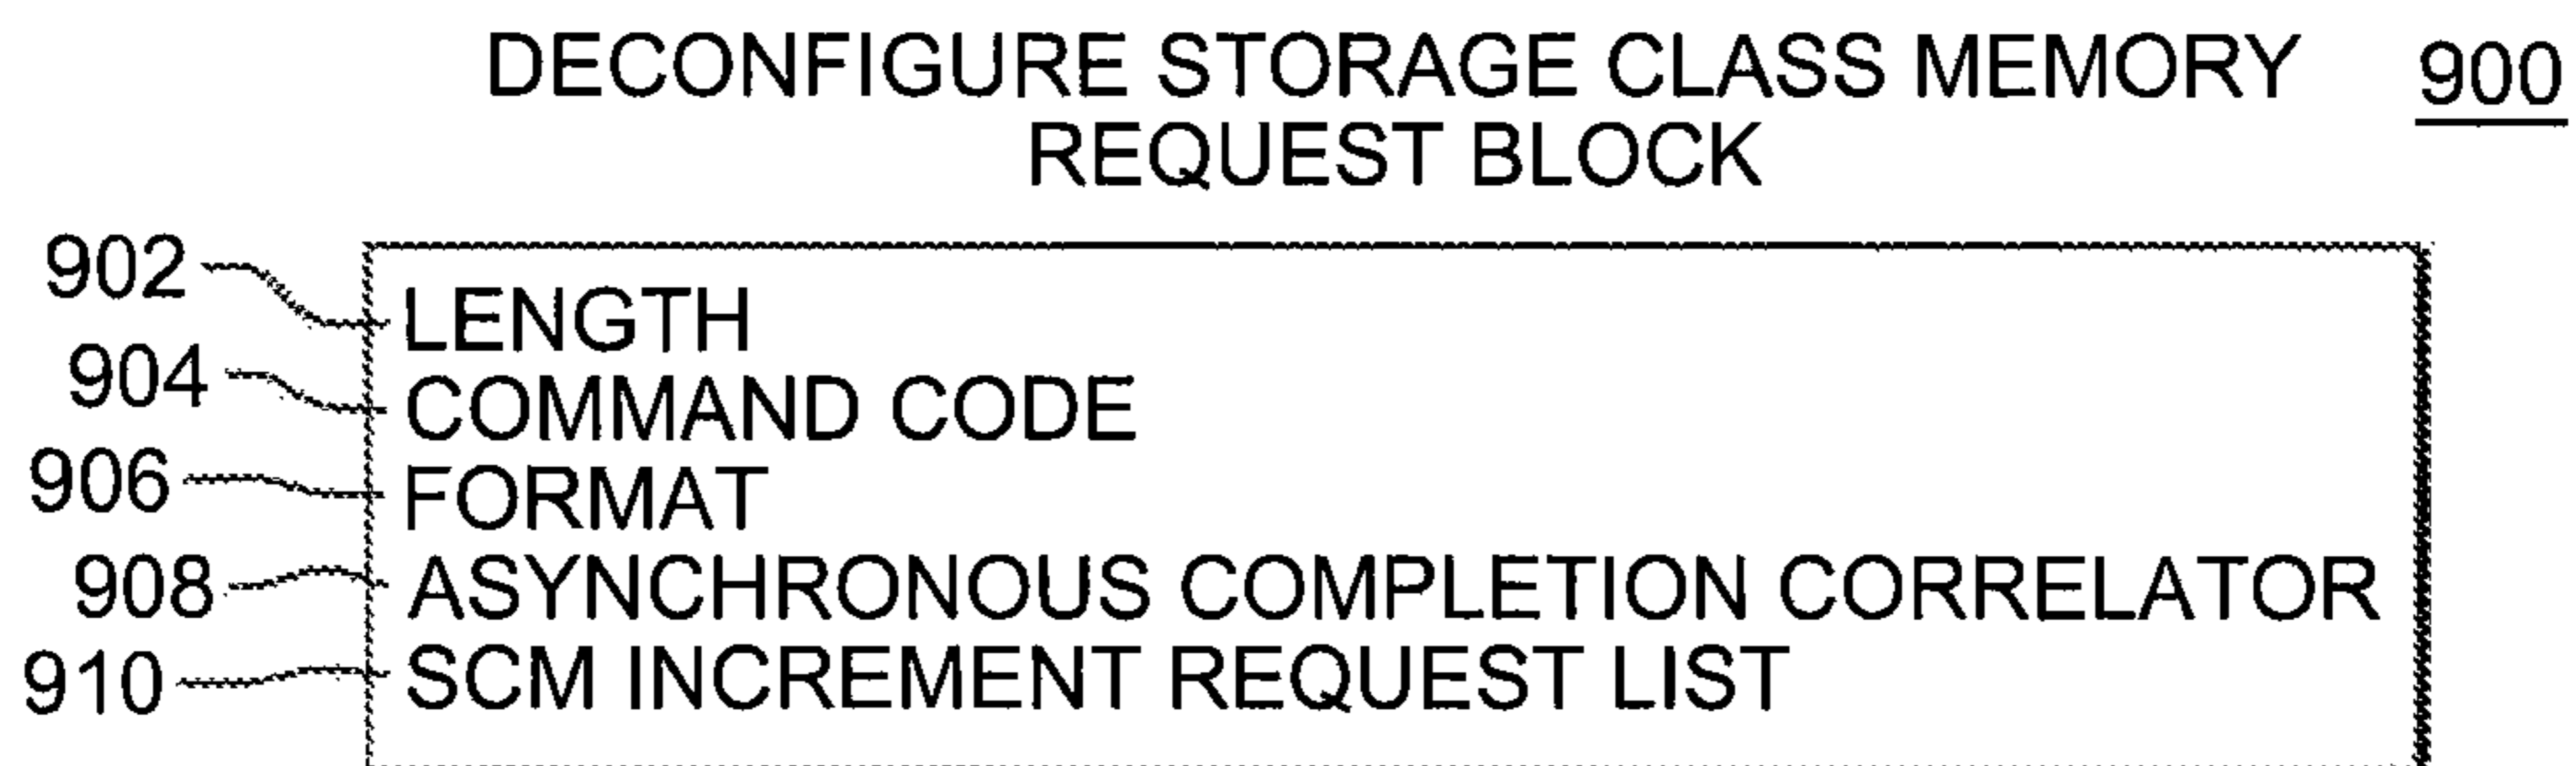 DECONFIGURE STORAGE CLASS MEMORY 900
REQUEST BLOCK
902 LENGTH
904 COMMAND CODE
906 FORMAT
908 ASYNCHRONOUS COMPLETION CORRELATOR
910 SCM INCREMENT REQUEST LIST